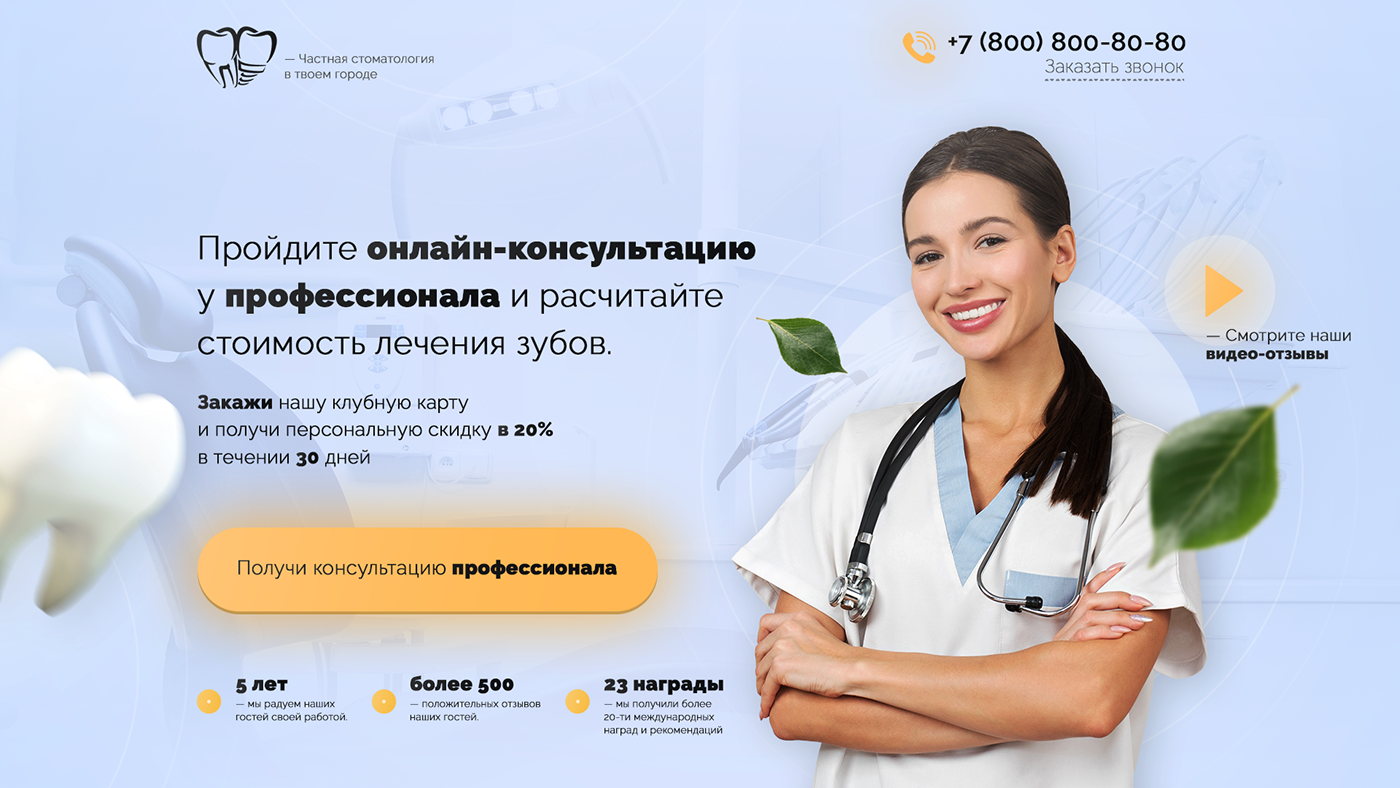 — Частная стоматология
в твоем городе
+7 (800) 800-80-80
Заказать звонок
Пройдите онлайн-консультацию
у профессионала и расчитайте
стоимость лечения зубов.
— Смотрите наши
видео-отзывы
Закажи нашу клубную карту
и получи персональную скидку в 20%
в течении 30 дней
Получи консультацию профессионала
5 лет
— мы радуем наших
гостей своей работой.
более 500
— положительных отзывов
наших гостей.
23 награды
— мы получили более
20-ти международных
наград и рекомендаций